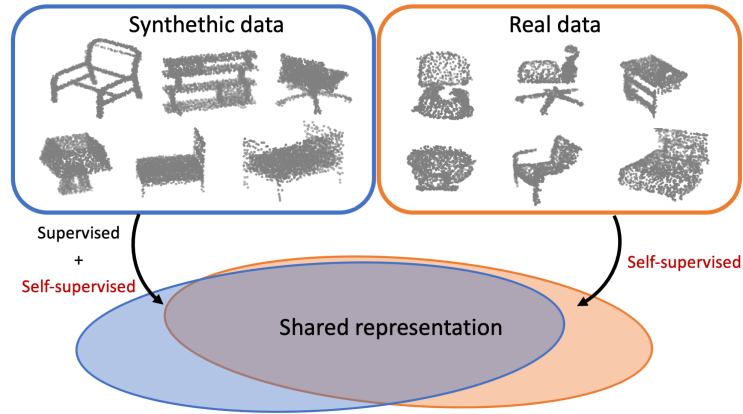 Synthethic data
Real data
Supervised
+
Self-supervised
Self-supervised
Shared representation